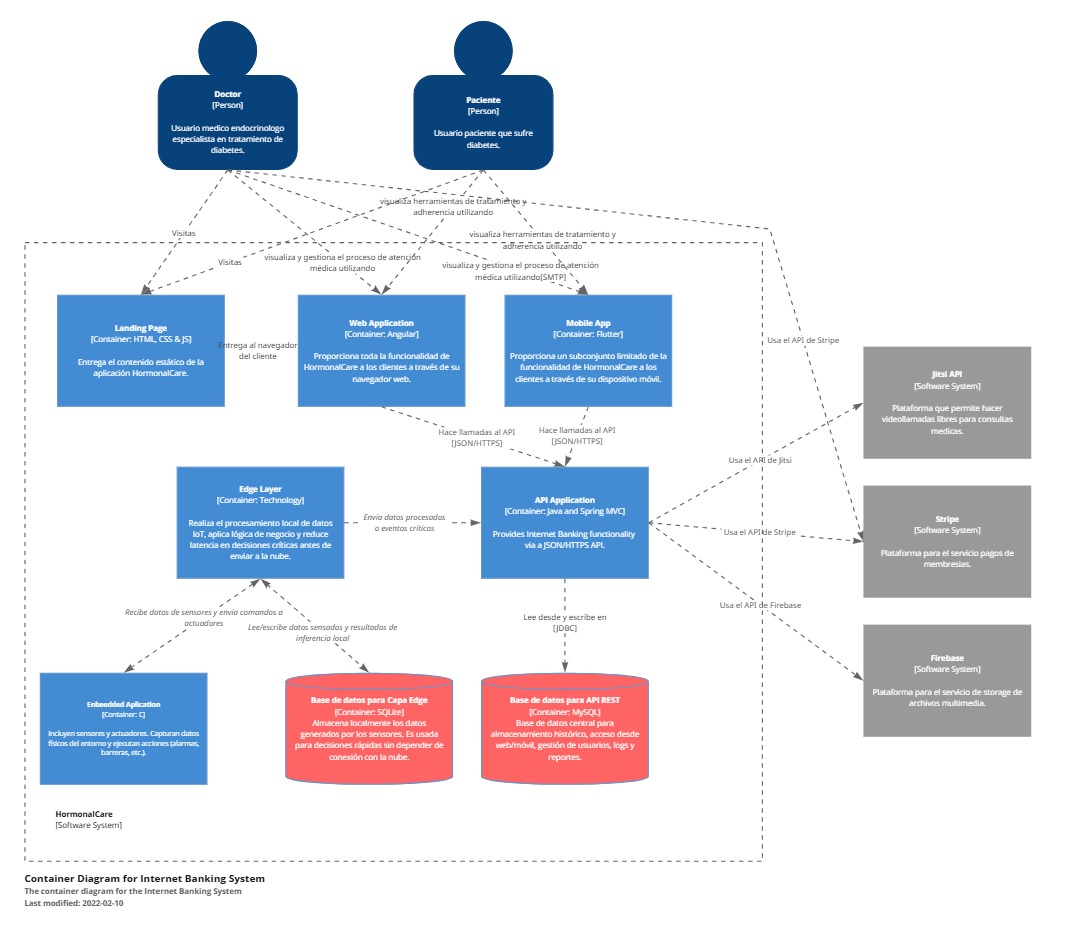 Doctor
[Person]
Usuario medico endocrinologo
especialista en tratamiento de
diabetes.
Paciente
[Person]
Usuario paciente que sufre
diabetes.
visualiza herramientas de tratamiento y
adherencia utilizando
Visitas
visualiza herramientas de tratamiento y
adherencia utilizando
Visitas
visualiza y gestiona el proceso de atención
médica utilizando
visualiza y gestiona el proceso de atención
médica utilizando[SMTP]
Landing Page
[Container: HTML, CSS & JS]
Entrega el contenido estático de la
aplicación HormonalCare.
Entrega al navegador
del cliente
Web Application
[Container: Angular]
Proporciona toda la funcionalidad de
HormonalCare a los clientes a través de su
navegador web.
Mobile App
[Container: Flutter]
Proporciona un subconjunto limitado de la
funcionalidad de HormonalCare a los
clientes a través de su dispositivo móvil.
Usa el API de Stripe
Jitsi API
[Software System]
Plataforma que permite hacer
videollamadas libres para consultas
medicas.
Hace llamadas al API
[JSON/HTTPS]
Hace llamadas al API
[JSON/HTTPS]
Usa el API de Jitsi
Edge Layer
[Container: Technology]
Realiza el procesamiento local de datos
IoT, aplica lógica de negocio y reduce
latencia en decisiones críticas antes de
enviar a la nube.
Envia datos procesados
o eventos críticos
API Application
[Container: Java and Spring MVC]
Provides Internet Banking functionality
via a JSON/HTTPS API.
Usa el API de Stripe
Stripe
[Software System]
Plataforma para el servicio pagos de
membresias.
Recibe datos de sensores y envía comandos a
actuadores
Lee/escribe datos sensados y resultados de
inferencia local
Lee desde y escribe en
[JDBC]
Usa el API de Firebase
Firebase
[Software System]
Plataforma para el servicio de storage de
archivos multimedia.
Enbeedded Aplication
[Container: C]
Incluyen sensores y actuadores. Capturan datos
físicos del entorno y ejecutan acciones (alarmas,
barreras, etc.).
Base de datos para Capa Edge
[Container: SQLite]
Almacena localmente los datos
generados por los sensores. Es usada
para decisiones rápidas sin depender de
conexión con la nube.
Base de datos para API REST
[Container: MySQL]
Base de datos central para
almacenamiento histórico, acceso desde
web/móvil, gestión de usuarios, logs y
reportes.
HormonalCare
[Software System]
Container Diagram for Internet Banking System
The container diagram for the Internet Banking System
Last modified: 2022-02-10